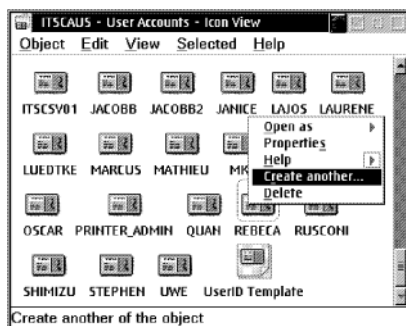 ITSCAUS - User Accounts - Icon View
Object Edit View Selected Help
ITSCSV01 JACOBB JACOBB2 JANICE LAJOS LAURENE
Open as
Properties
Help
Create another...
Delete
LUEDTKE MARCUS MATHIEU MK
OSCAR PRINTER_ADMIN QUAN REBECA RUSCONI
SHIMIZU STEPHEN UWE UserID Template
Create another of the object